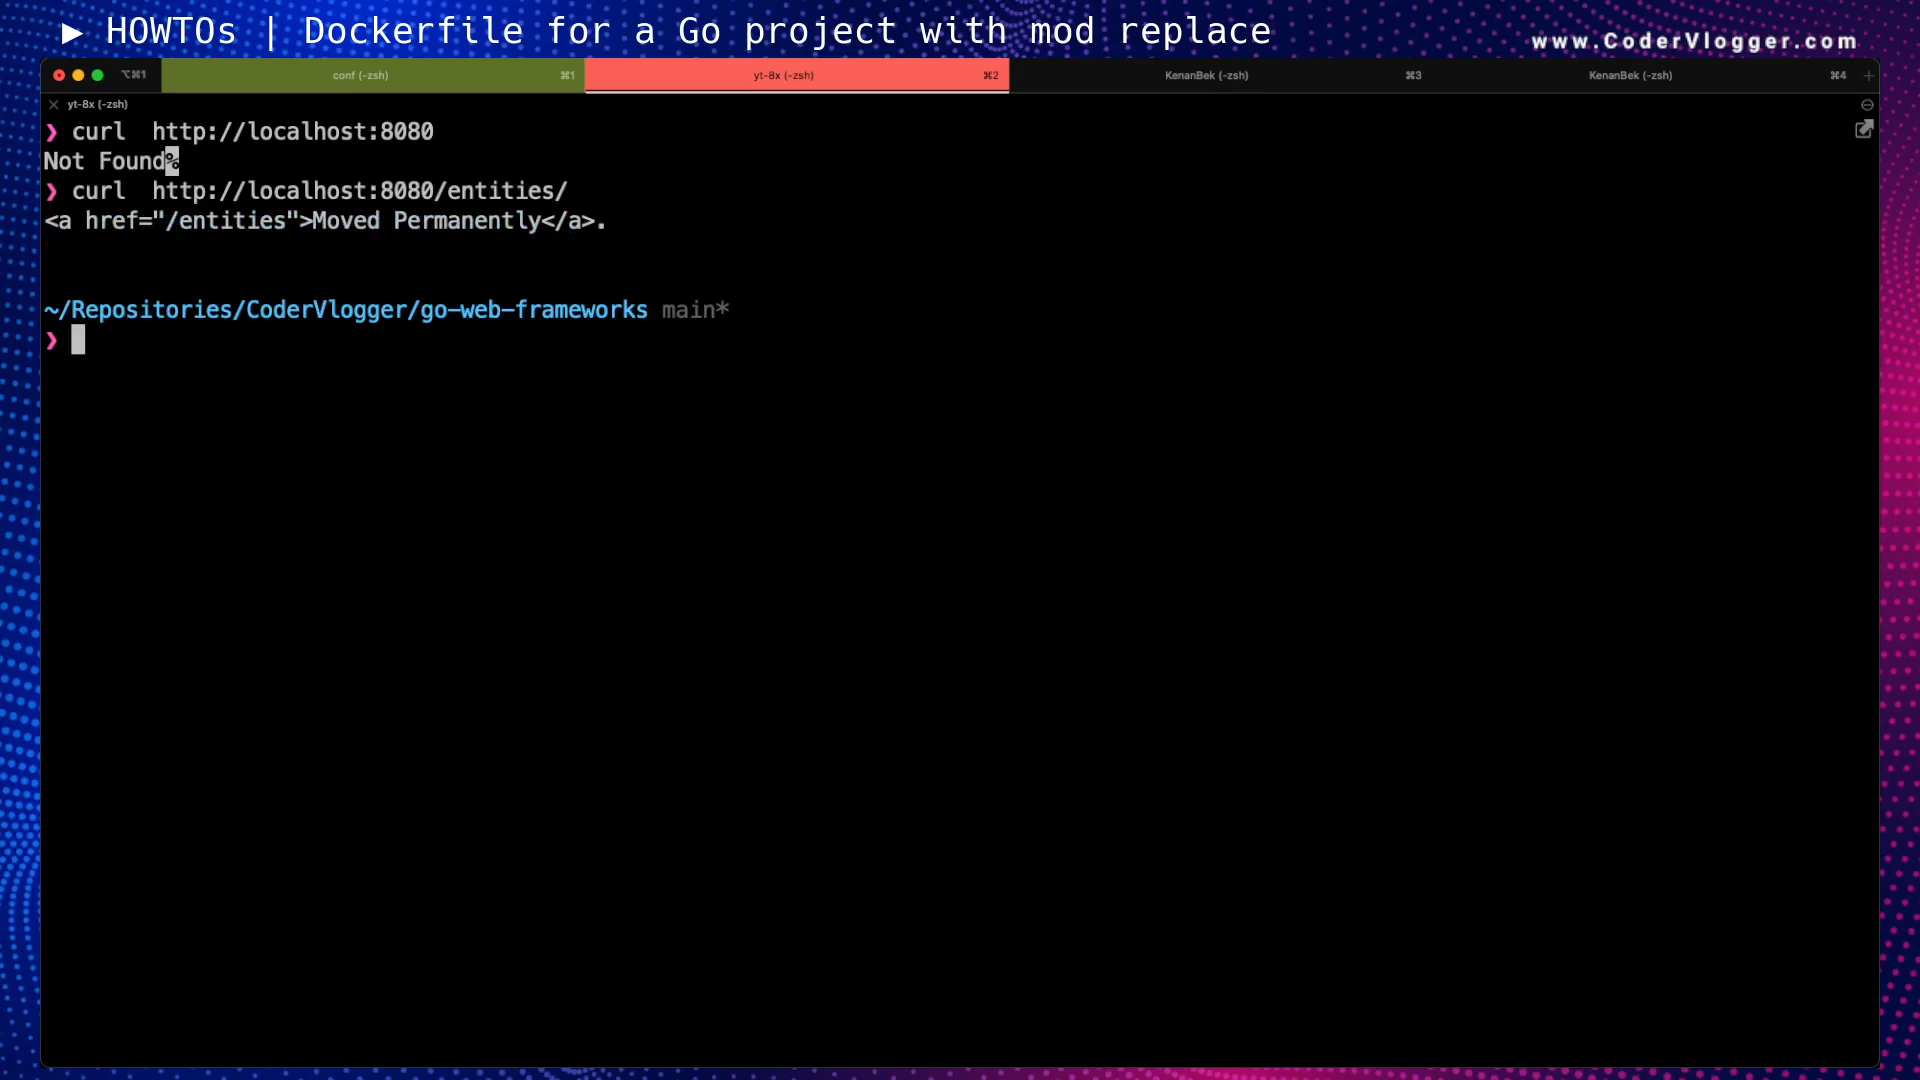 ▶ HOWTOs | Dockerfile for a Go project with mod replace
www.CoderVlogger.com
⌥⌘1 conf (-zsh) ⌘1 yt-8x (-zsh) ⌘2 KenanBek (-zsh) ⌘3 KenanBek (-zsh) ⌘4 +
yt-8x (-zsh)
❯ curl  http://localhost:8080
Not Found%
❯ curl  http://localhost:8080/entities/
<a href="/entities">Moved Permanently</a>.
~/Repositories/CoderVlogger/go-web-frameworks main*
❯